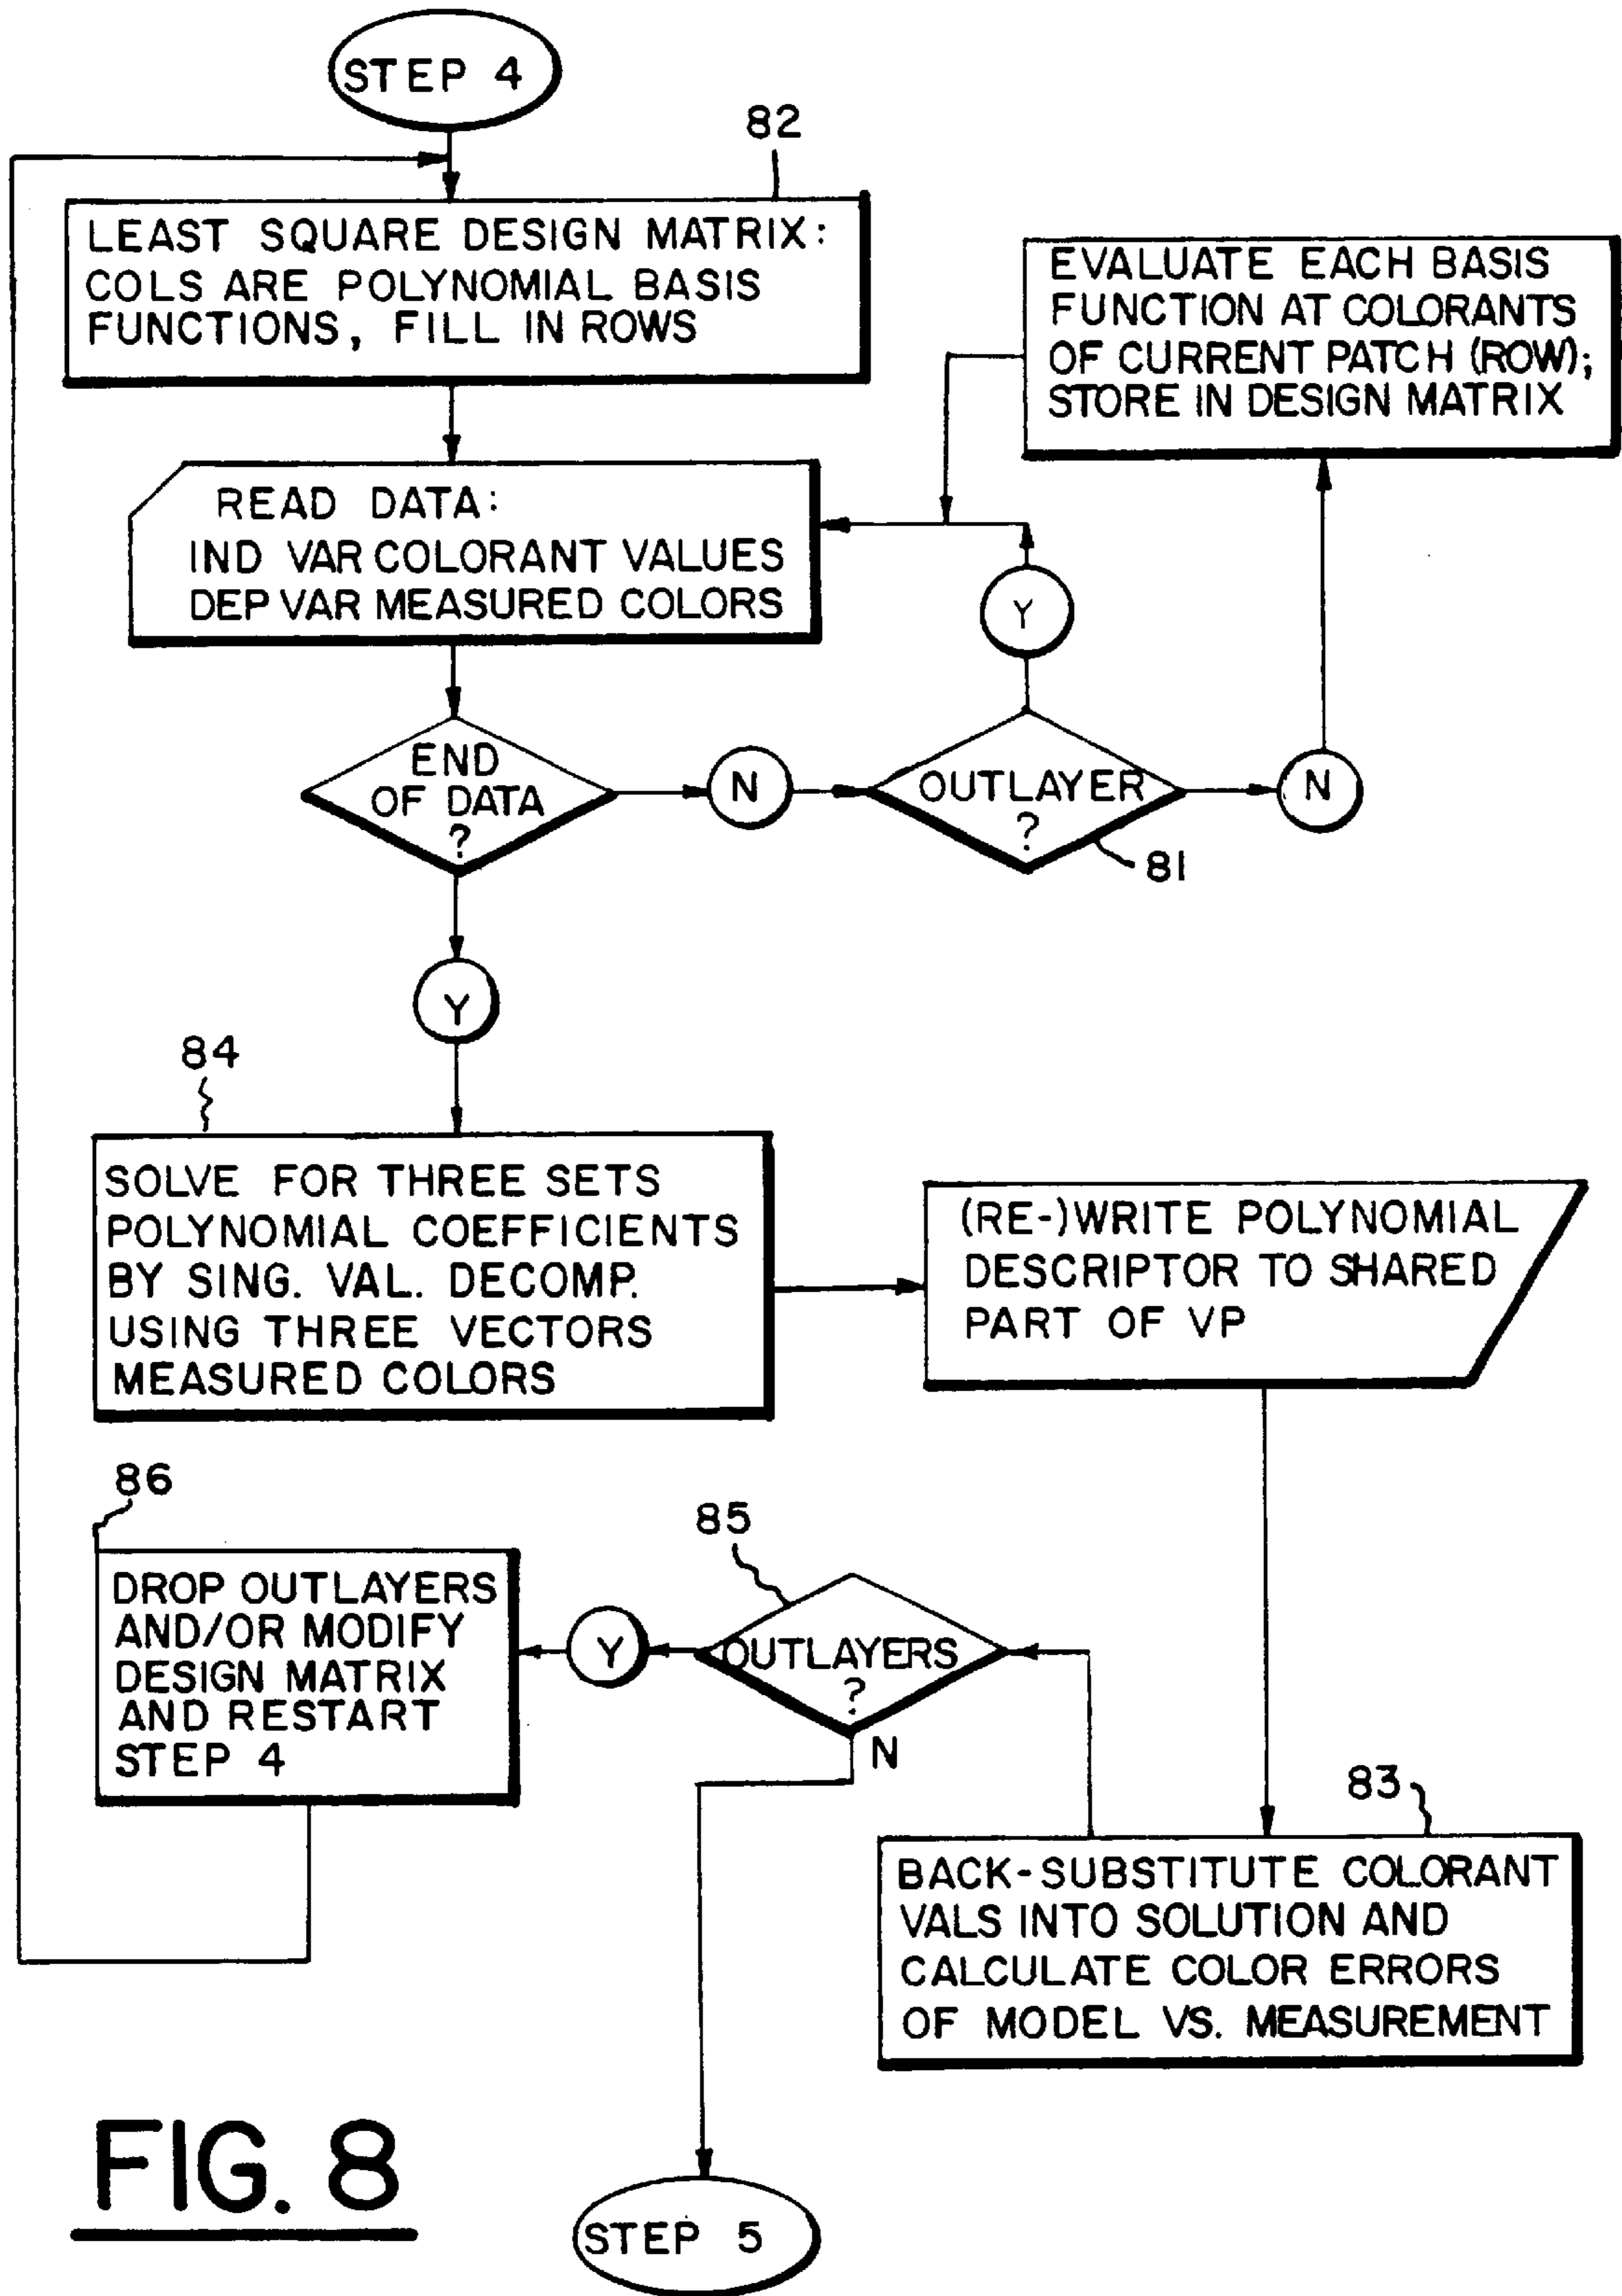 STEP 4
82
LEAST SQUARE DESIGN MATRIX:
COLS ARE POLYNOMIAL BASIS
FUNCTIONS, FILL IN ROWS
EVALUATE EACH BASIS
FUNCTION AT COLORANTS
OF CURRENT PATCH (ROW);
STORE IN DESIGN MATRIX
READ DATA:
IND VAR COLORANT VALUES
DEP VAR MEASURED COLORS
Y
END
OF DATA
?
N
OUTLAYER
?
N
81
Y
84
SOLVE FOR THREE SETS
POLYNOMIAL COEFFICIENTS
BY SING. VAL. DECOMP.
USING THREE VECTORS
MEASURED COLORS
(RE-)WRITE POLYNOMIAL
DESCRIPTOR TO SHARED
PART OF VP
86
DROP OUTLAYERS
AND/OR MODIFY
DESIGN MATRIX
AND RESTART
STEP 4
Y
85
OUTLAYERS
?
N
83
BACK-SUBSTITUTE COLORANT
VALS INTO SOLUTION AND
CALCULATE COLOR ERRORS
OF MODEL VS. MEASUREMENT
FIG. 8
STEP 5